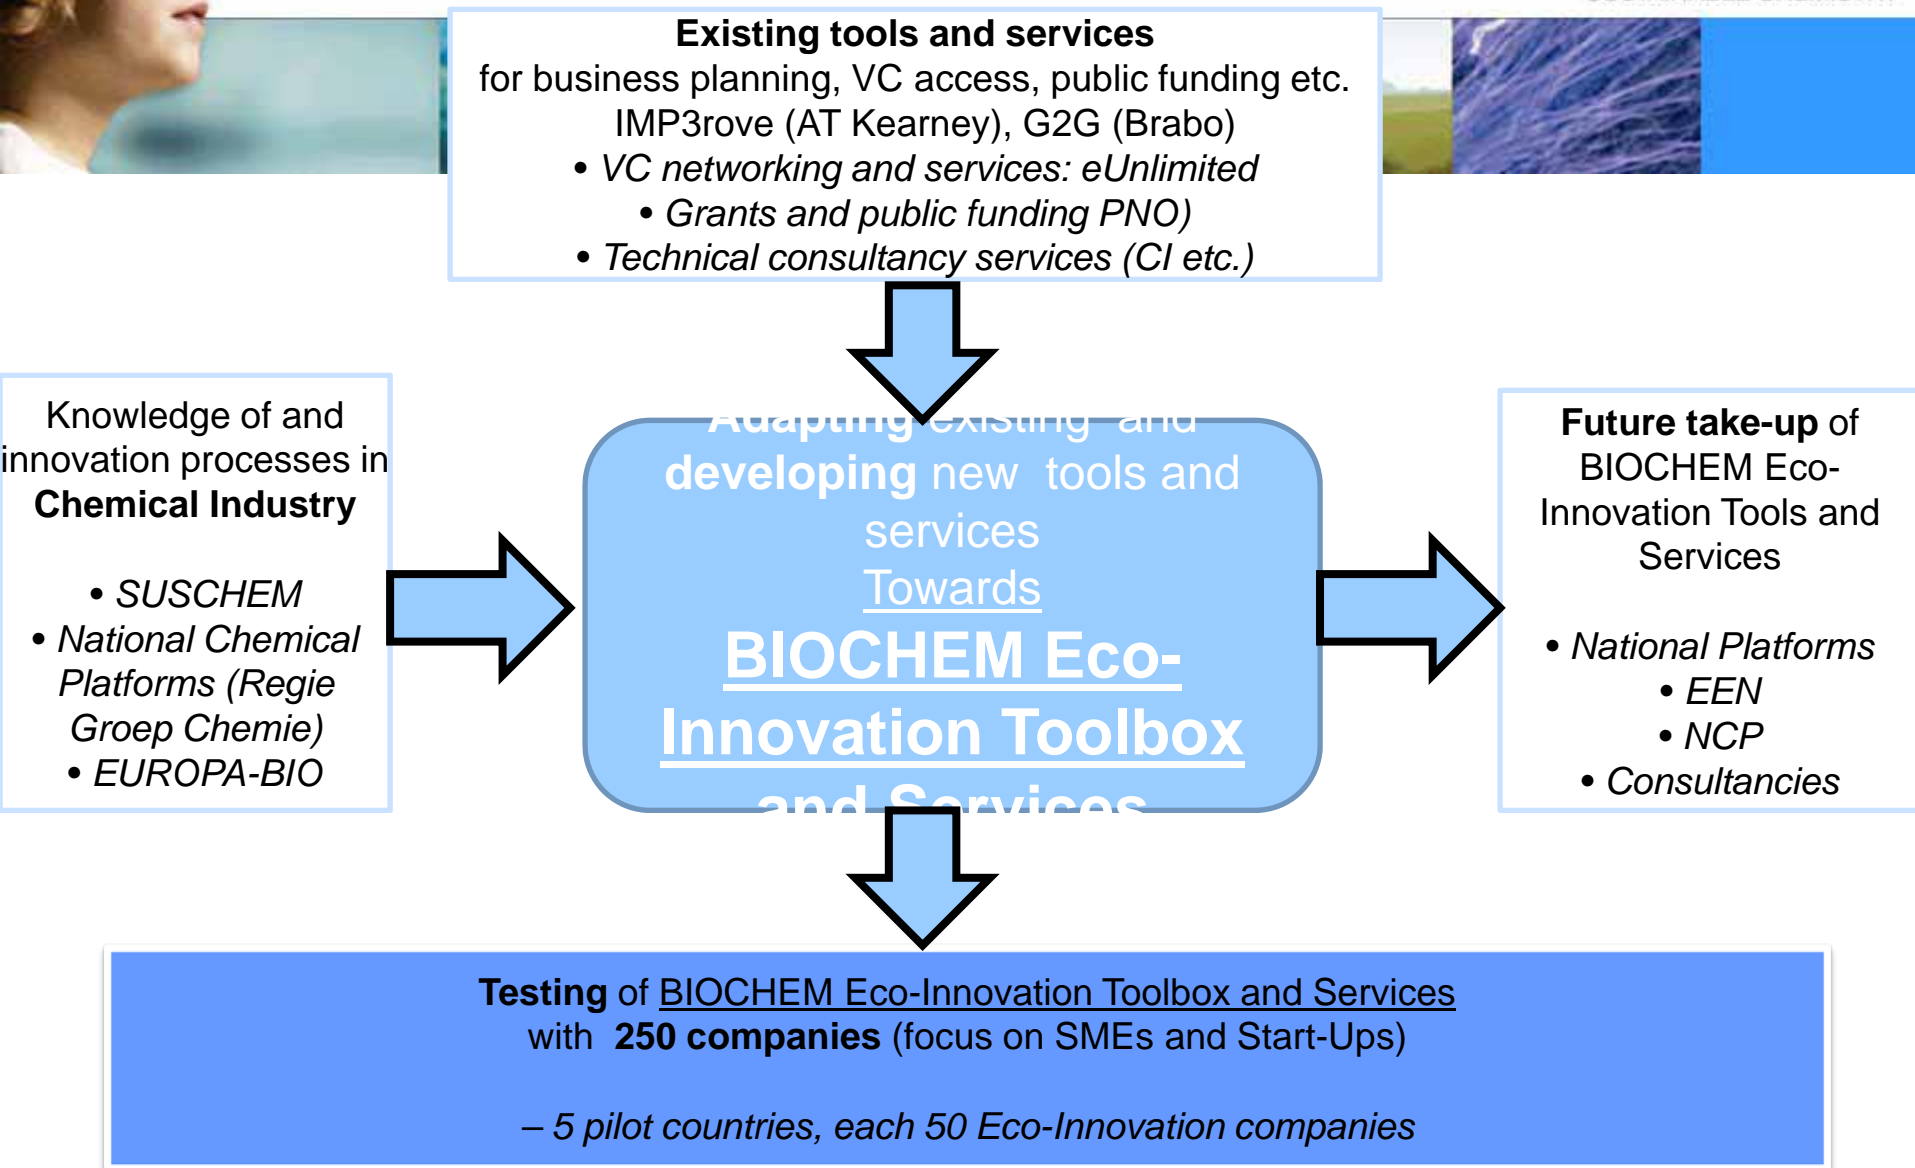 Existing tools and services
for business planning, VC access, public funding etc.
IMP3rove (AT Kearney), G2G (Brabo)
• VC networking and services: eUnlimited
• Grants and public funding PNO)
• Technical consultancy services (CI etc.)
Knowledge of and
innovation processes in
Chemical Industry
• SUSCHEM
• National Chemical
Platforms (Regie
Groep Chemie)
• EUROPA-BIO
Adapting existing and
developing new tools and
services
Towards
BIOCHEM Eco-
Innovation Toolbox
and Services
Future take-up of
BIOCHEM Eco-
Innovation Tools and
Services
• National Platforms
• EEN
• NCP
• Consultancies
Testing of BIOCHEM Eco-Innovation Toolbox and Services
with 250 companies (focus on SMEs and Start-Ups)
– 5 pilot countries, each 50 Eco-Innovation companies